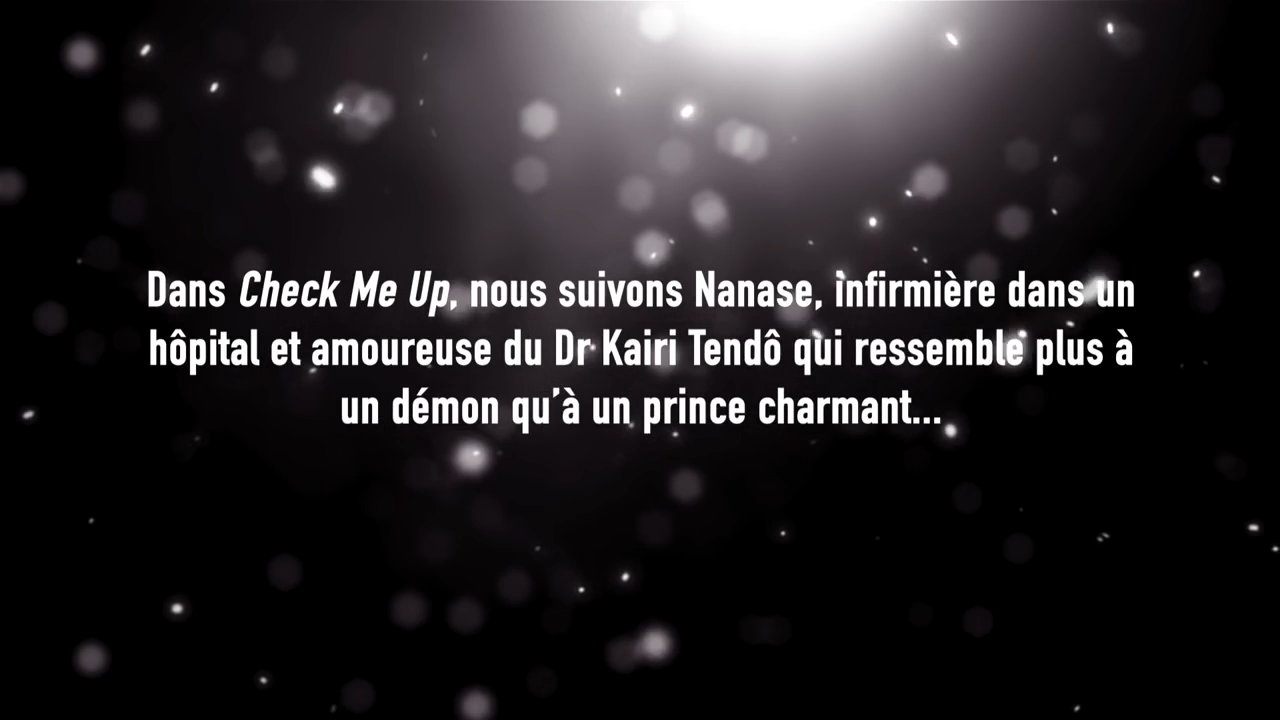 Dans Check Me Up, nous suivons Nanase, infirmière dans un
hôpital et amoureuse du Dr Kairi Tendô qui ressemble plus à
un démon qu’à un prince charmant...